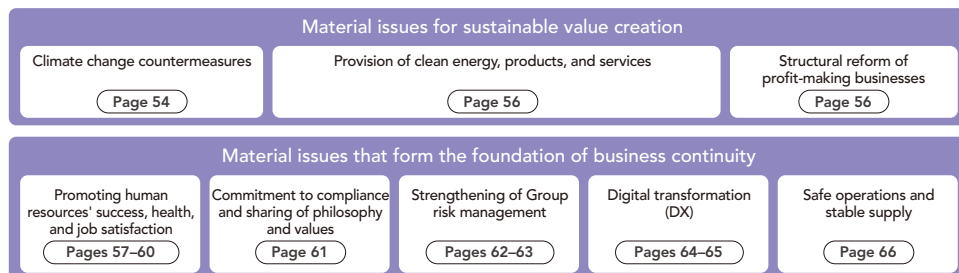 Material issues for sustainable value creation
Climate change countermeasures
Page 54
Provision of clean energy, products, and services
Page 56
Structural reform of
profit-making businesses
Page 56
Material issues that form the foundation of business continuity
Promoting human
resources' success, health,
and job satisfaction
Pages 57–60
Commitment to compliance
and sharing of philosophy
and values
Page 61
Strengthening of Group
risk management
Pages 62–63
Digital transformation
(DX)
Pages 64–65
Safe operations and
stable supply
Page 66